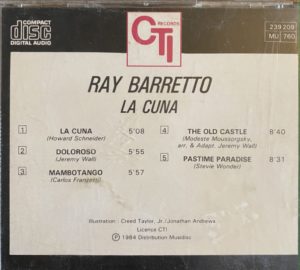 COMPACT
disc
DIGITAL AUDIO
CTI
RECORDS
239 209
MU 760
RAY BARRETTO
LA CUNA
1 LA CUNA 5'08
(Howard Schneider)
2 DOLOROSO 5'55
(Jeremy Wall)
3 MAMBOTANGO 5'57
(Carlos Franzetti)
4 THE OLD CASTLE 8'40
(Modeste Moussorgsky,
arr. & Adapt. Jeremy Wall)
5 PASTIME PARADISE 8'31
(Stevie Wonder)
Illustration : Creed Taylor, Jr./Jonathan Andrews
Licence CTI
Ⓟ 1984 Distribution Musidisc